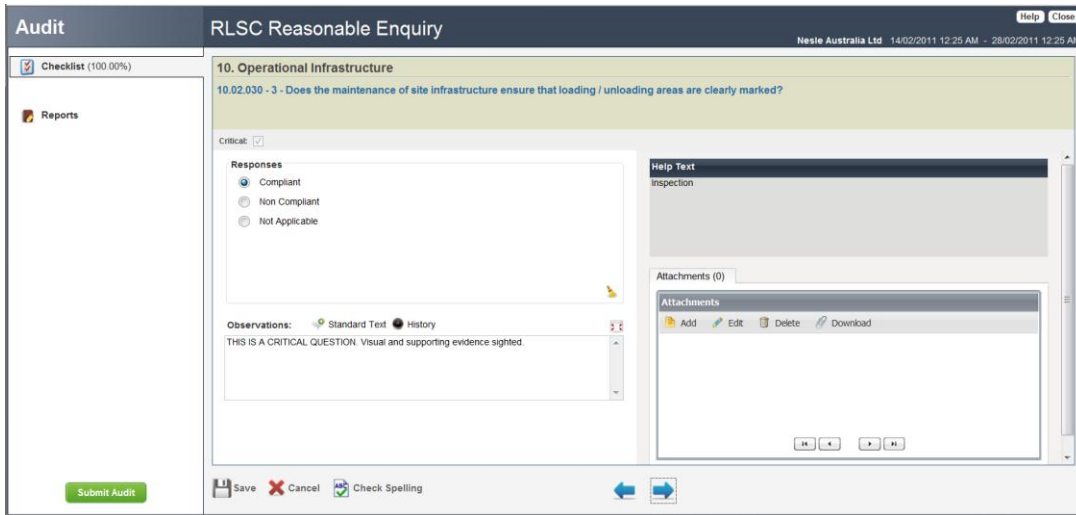 Audit
RLSC Reasonable Enquiry
Help Close
Nesle Australia Ltd 14/02/2011 12:25 AM - 28/02/2011 12:25 AM
Checklist (100.00%)
Reports
10. Operational Infrastructure
10.02.030 - 3 - Does the maintenance of site infrastructure ensure that loading / unloading areas are clearly marked?
Critical:
Responses
Compliant
Non Compliant
Not Applicable
Help Text
Inspection
Observations: Standard Text History
THIS IS A CRITICAL QUESTION. Visual and supporting evidence sighted.
Attachments (0)
Attachments
Add Edit Delete Download
Submit Audit
Save Cancel Check Spelling